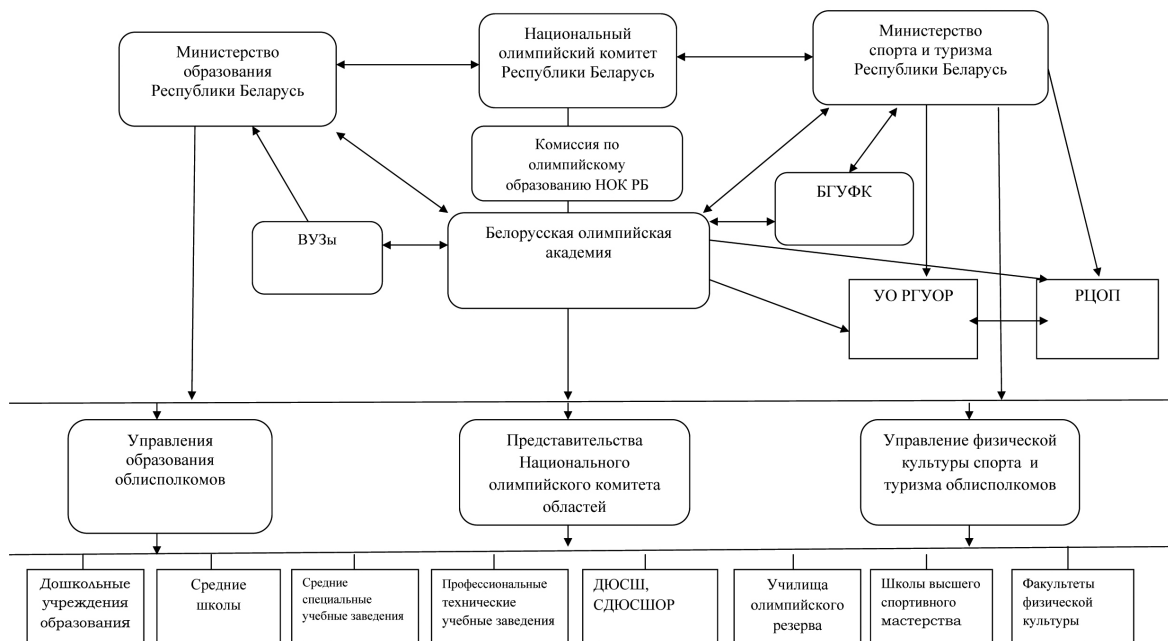 Министерство
образования
Республики Беларусь
Национальный
олимпийский комитет
Республики Беларусь
Министерство
спорта и туризма
Республики Беларусь
Комиссия по
олимпийскому
образованию НОК РБ
БГУФК
ВУЗы
Белорусская олимпийская
академия
УО РГУОР
РЦОП
Управления
образования
облисполкомов
Представительства
Национального
олимпийского комитета
областей
Управление физической
культуры спорта и
туризма облисполкомов
Дошкольные
учреждения
образования
Средние
школы
Средние
специальные
учебные заведения
Профессиональные
технические
учебные заведения
ДЮСШ,
СДЮСШОР
Училища
олимпийского
резерва
Школы высшего
спортивного
мастерства
Факультеты
физической
культуры